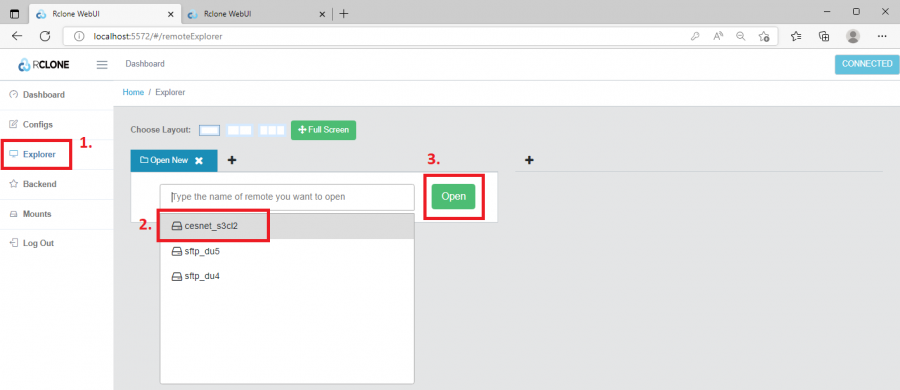 Rclone WebUI
Rclone WebUI
localhost:5572/#/remoteExplorer
RCLONE
Dashboard
CONNECTED
Dashboard
Configs
Explorer
Backend
Mounts
Log Out
1.
Home / Explorer
Choose Layout:
Full Screen
Open New
3.
Type the name of remote you want to open
Open
2.
cesnet_s3cl2
sftp_du5
sftp_du4